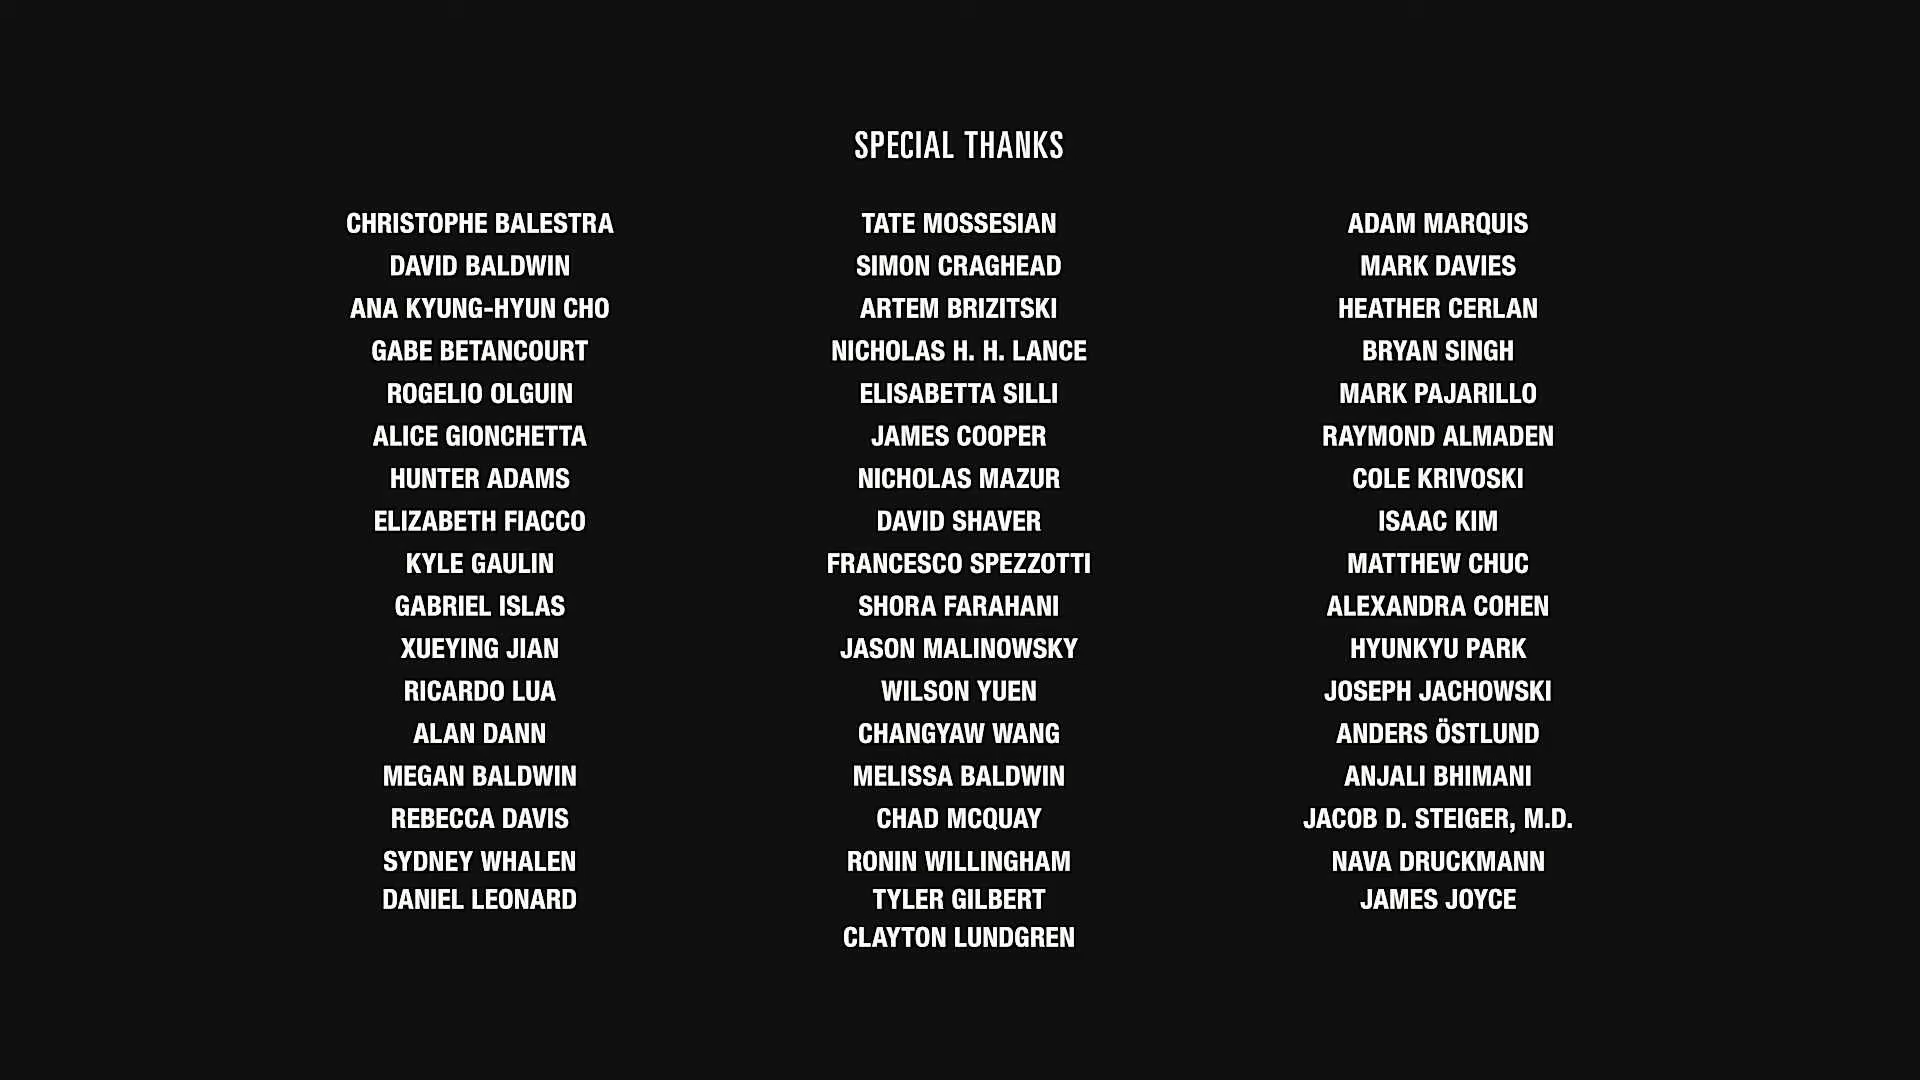 SPECIAL THANKS
CHRISTOPHE BALESTRA
DAVID BALDWIN
ANA KYUNG-HYUN CHO
GABE BETANCOURT
ROGELIO OLGUIN
ALICE GIONCHETTA
HUNTER ADAMS
ELIZABETH FIACCO
KYLE GAULIN
GABRIEL ISLAS
XUEYING JIAN
RICARDO LUA
ALAN DANN
MEGAN BALDWIN
REBECCA DAVIS
SYDNEY WHALEN
DANIEL LEONARD
TATE MOSSESIAN
SIMON CRAGHEAD
ARTEM BRIZITSKI
NICHOLAS H. H. LANCE
ELISABETTA SILLI
JAMES COOPER
NICHOLAS MAZUR
DAVID SHAVER
FRANCESCO SPEZZOTTI
SHORA FARAHANI
JASON MALINOWSKY
WILSON YUEN
CHANGYAW WANG
MELISSA BALDWIN
CHAD MCQUAY
RONIN WILLINGHAM
TYLER GILBERT
CLAYTON LUNDGREN
ADAM MARQUIS
MARK DAVIES
HEATHER CERLAN
BRYAN SINGH
MARK PAJARILLO
RAYMOND ALMADEN
COLE KRIVOSKI
ISAAC KIM
MATTHEW CHUC
ALEXANDRA COHEN
HYUNKYU PARK
JOSEPH JACHOWSKI
ANDERS ÖSTLUND
ANJALI BHIMANI
JACOB D. STEIGER, M.D.
NAVA DRUCKMANN
JAMES JOYCE